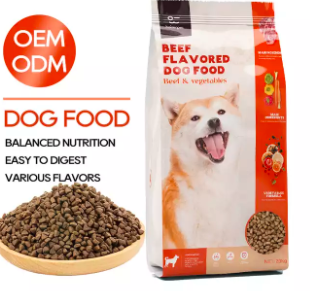 OEM
ODM
DOG FOOD
BALANCED NUTRITION
EASY TO DIGEST
VARIOUS FLAVORS
BEEF
FLAVORED
DOG FOOD
Beef & vegetables